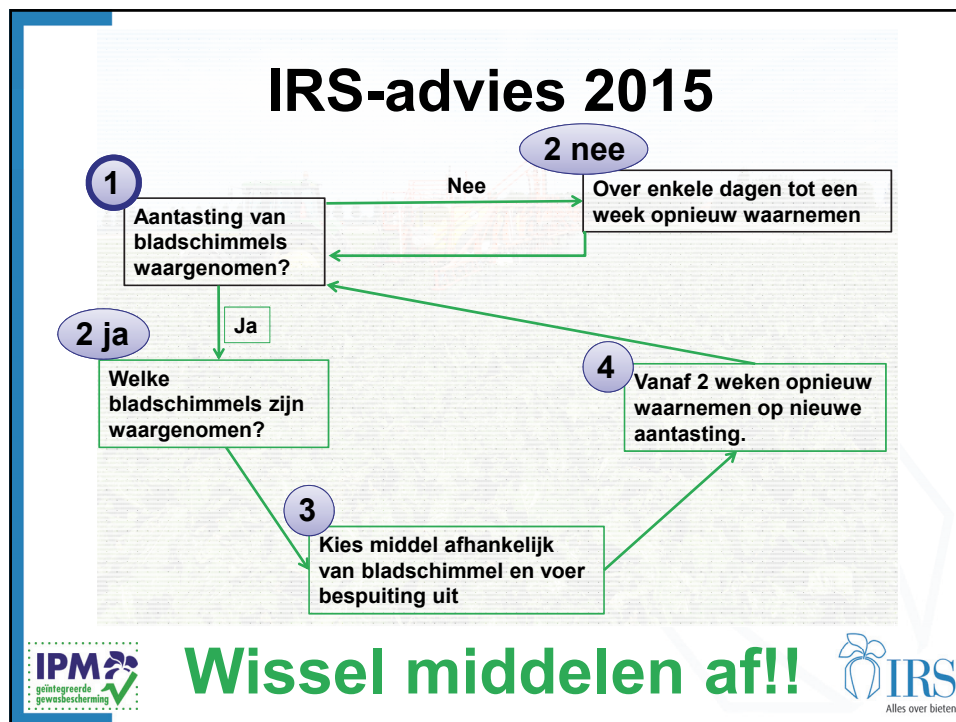 IRS-advies 2015
1
Aantasting van
bladschimmels
waargenomen?
Nee
2 nee
Over enkele dagen tot een
week opnieuw waarnemen
Ja
2 ja
Welke
bladschimmels zijn
waargenomen?
3
Kies middel afhankelijk
van bladschimmel en voer
bespuiting uit
4
Vanaf 2 weken opnieuw
waarnemen op nieuwe
aantasting.
IPM
geïntegreerde
gewasbescherming
Wissel middelen af!!
IRS
Alles over bieten